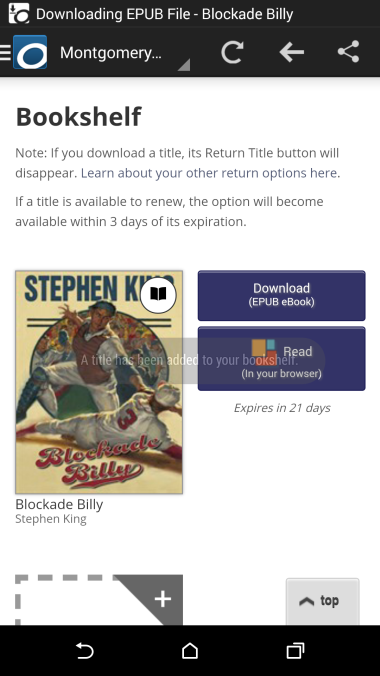 Downloading EPUB File - Blockade Billy
Montgomery...
Bookshelf
Note: If you download a title, its Return Title button will
disappear. Learn about your other return options here.
If a title is available to renew, the option will become
available within 3 days of its expiration.
STEPHEN KING
Blockade
Billy
Download
(EPUB eBook)
Read
(In your browser)
A title has been added to your bookshelf.
Expires in 21 days
Blockade Billy
Stephen King
top